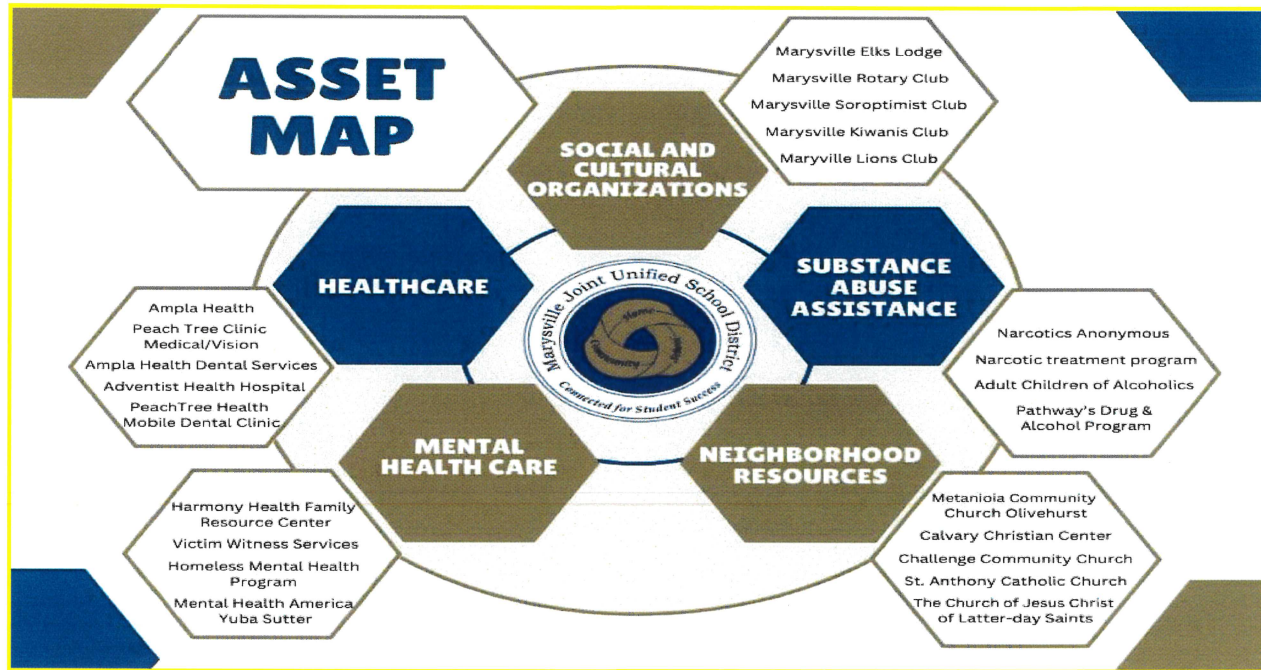 ASSET
MAP
SOCIAL AND
CULTURAL
ORGANIZATIONS
Marysville Elks Lodge
Marysville Rotary Club
Marysville Soroptimist Club
Marysville Kiwanis Club
Maryville Lions Club
HEALTHCARE
Ampla Health
Peach Tree Clinic
Medical/Vision
Ampla Health Dental Services
Adventist Health Hospital
PeachTree Health
Mobile Dental Clinic
SUBSTANCE
ABUSE
ASSISTANCE
Narcotics Anonymous
Narcotic treatment program
Adult Children of Alcoholics
Pathway's Drug &
Alcohol Program
Marysville Joint Unified School District
Home
Community
School
Connected for Student Success
MENTAL
HEALTH CARE
Harmony Health Family
Resource Center
Victim Witness Services
Homeless Mental Health
Program
Mental Health America
Yuba Sutter
NEIGHBORHOOD
RESOURCES
Metanioia Community
Church Olivehurst
Calvary Christian Center
Challenge Community Church
St. Anthony Catholic Church
The Church of Jesus Christ
of Latter-day Saints